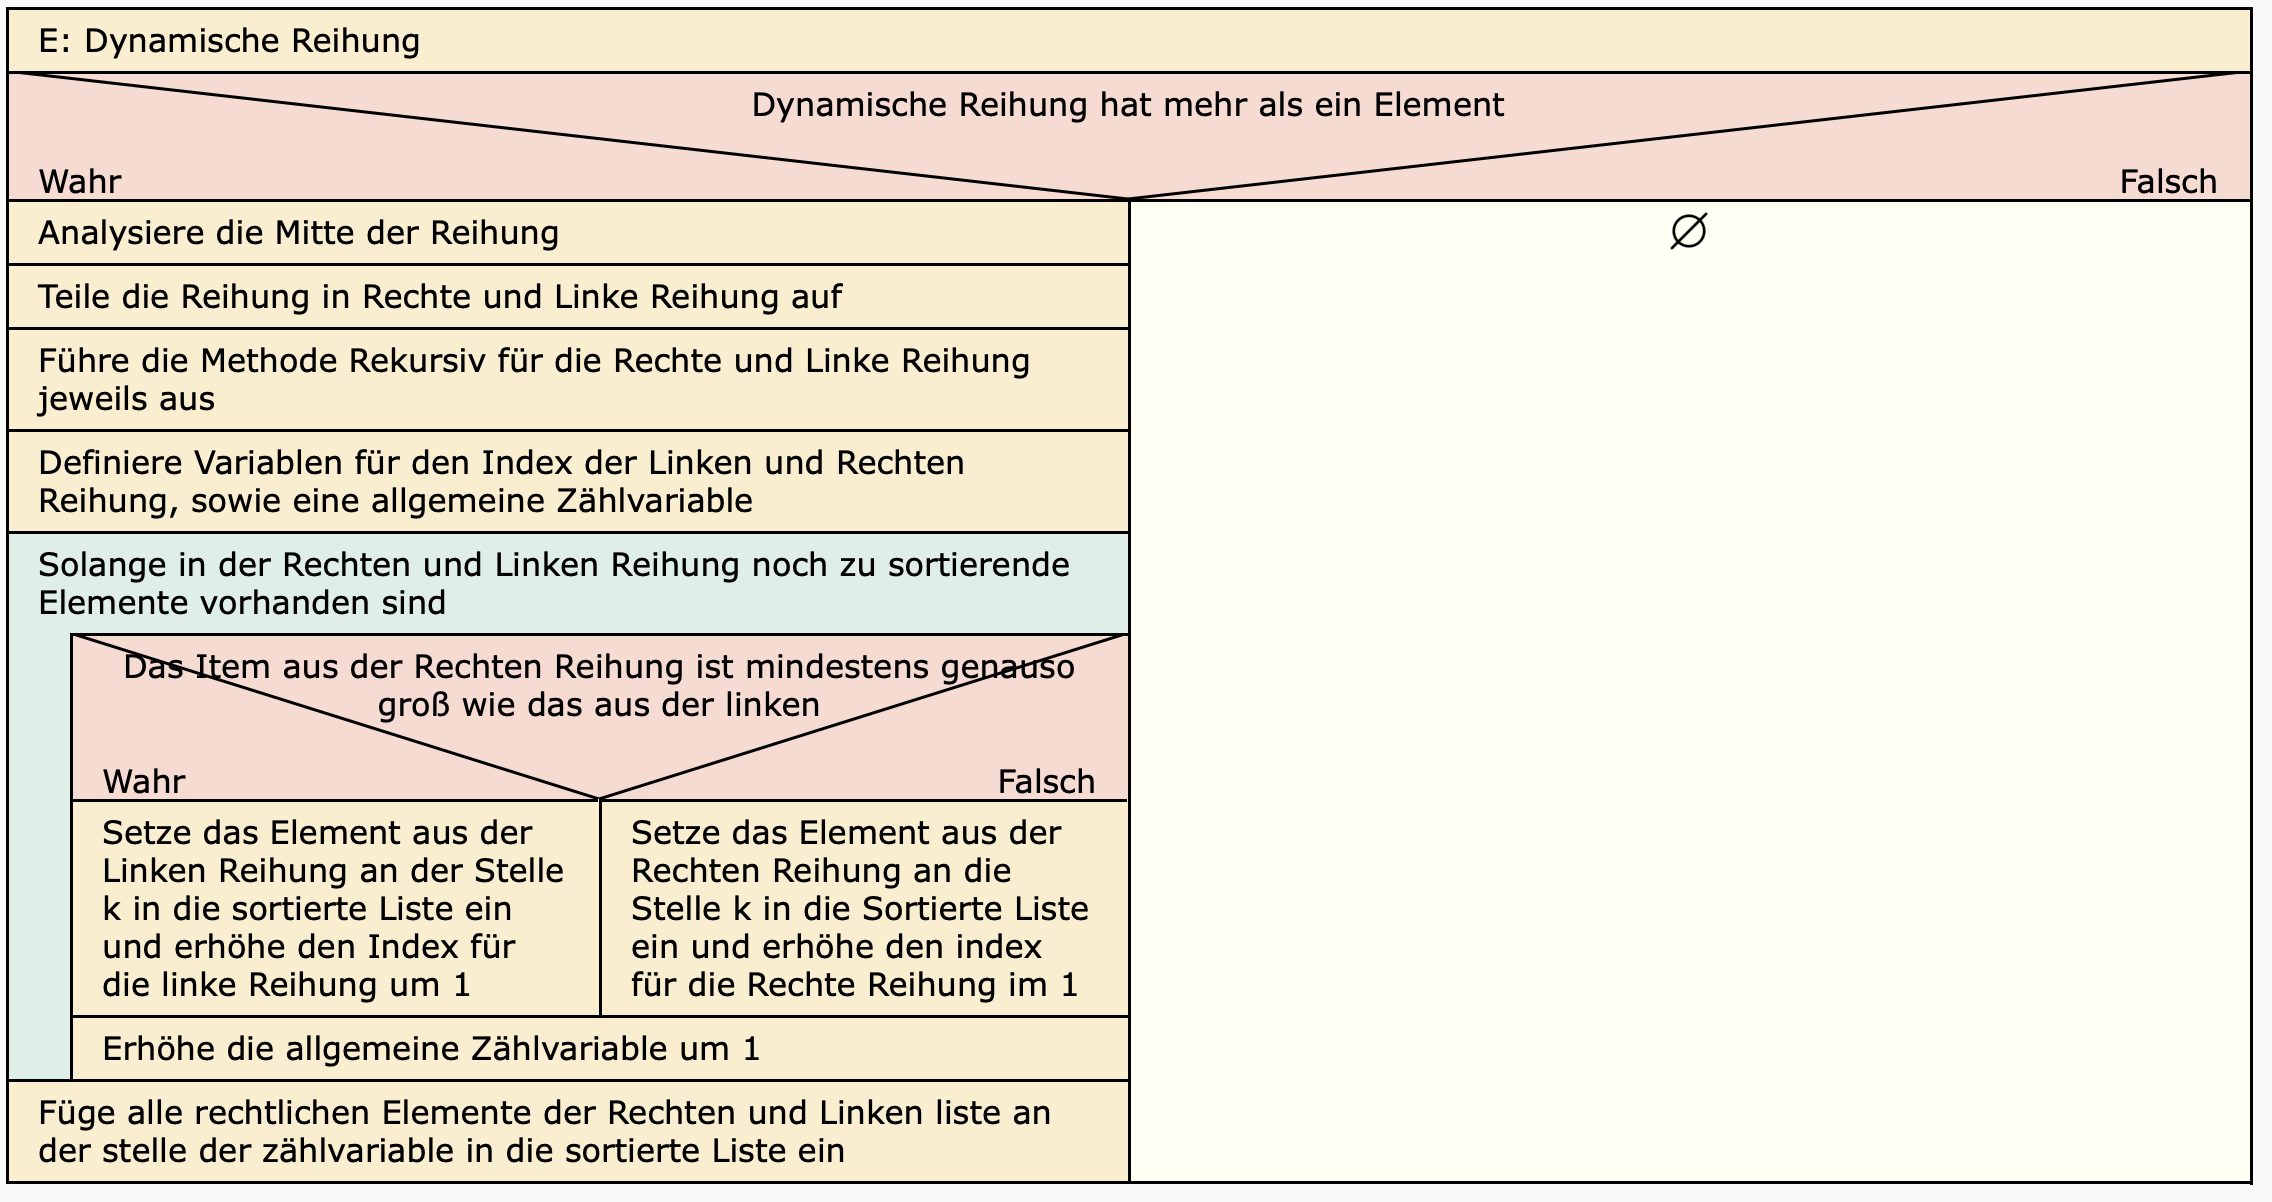 E: Dynamische Reihung
Dynamische Reihung hat mehr als ein Element
Wahr
Falsch
Analysiere die Mitte der Reihung
∅
Teile die Reihung in Rechte und Linke Reihung auf
Führe die Methode Rekursiv für die Rechte und Linke Reihung
jeweils aus
Definiere Variablen für den Index der Linken und Rechten
Reihung, sowie eine allgemeine Zählvariable
Solange in der Rechten und Linken Reihung noch zu sortierende
Elemente vorhanden sind
Das Item aus der Rechten Reihung ist mindestens genauso
groß wie das aus der linken
Wahr
Falsch
Setze das Element aus der
Linken Reihung an der Stelle
k in die sortierte Liste ein
und erhöhe den Index für
die linke Reihung um 1
Setze das Element aus der
Rechten Reihung an die
Stelle k in die Sortierte Liste
ein und erhöhe den index
für die Rechte Reihung im 1
Erhöhe die allgemeine Zählvariable um 1
Füge alle rechtlichen Elemente der Rechten und Linken liste an
der stelle der zählvariable in die sortierte Liste ein